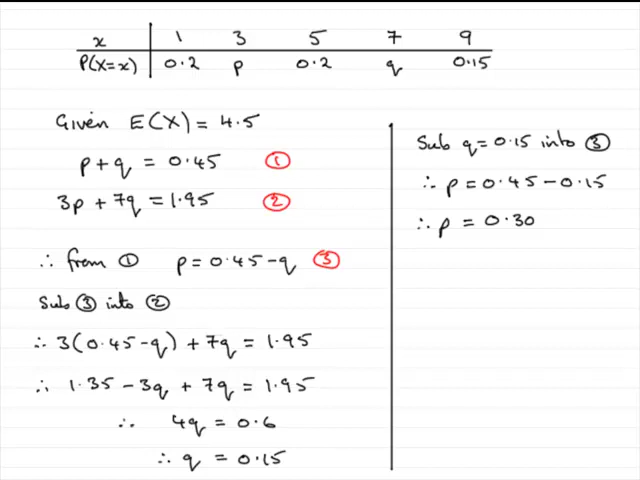 x 1 3 5 7 9
P(X=x) 0.2 p 0.2 q 0.15
Given E(X) = 4.5
p + q = 0.45 ①
3p + 7q = 1.95 ②
∴ from ① p = 0.45 - q ③
Sub ③ into ②
∴ 3(0.45 - q) + 7q = 1.95
∴ 1.35 - 3q + 7q = 1.95
∴ 4q = 0.6
∴ q = 0.15
Sub q = 0.15 into ③
∴ p = 0.45 - 0.15
∴ p = 0.30